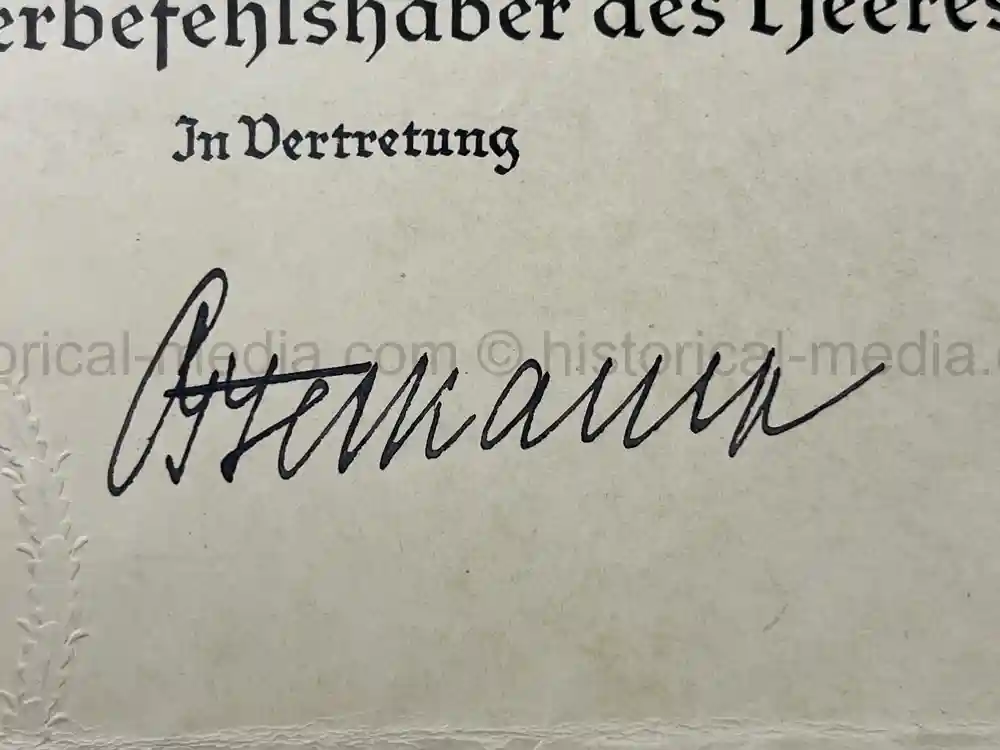 erbefehlshaber des Heeres
In Vertretung
orical-media.com © historical-media.c